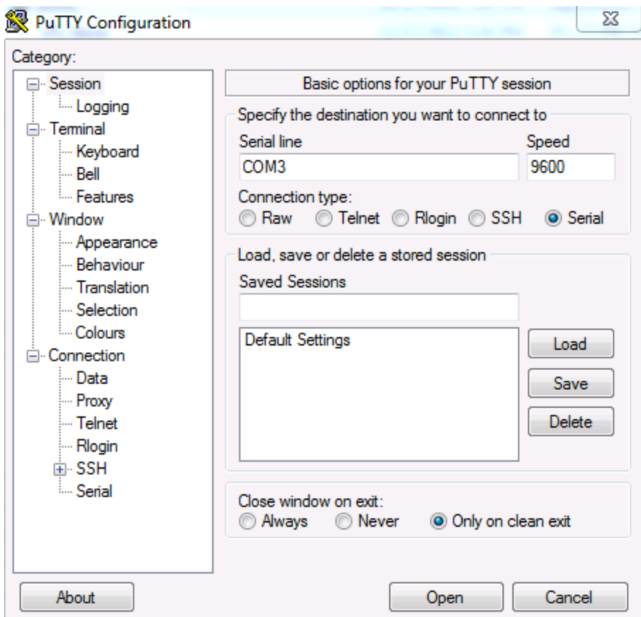 PuTTY Configuration
Category:
Session
Logging
Terminal
Keyboard
Bell
Features
Window
Appearance
Behaviour
Translation
Selection
Colours
Connection
Data
Proxy
Telnet
Rlogin
SSH
Serial
Basic options for your PuTTY session
Specify the destination you want to connect to
Serial line Speed
COM3 9600
Connection type:
Raw Telnet Rlogin SSH Serial
Load, save or delete a stored session
Saved Sessions
Default Settings
Load
Save
Delete
Close window on exit:
Always Never Only on clean exit
About Open Cancel